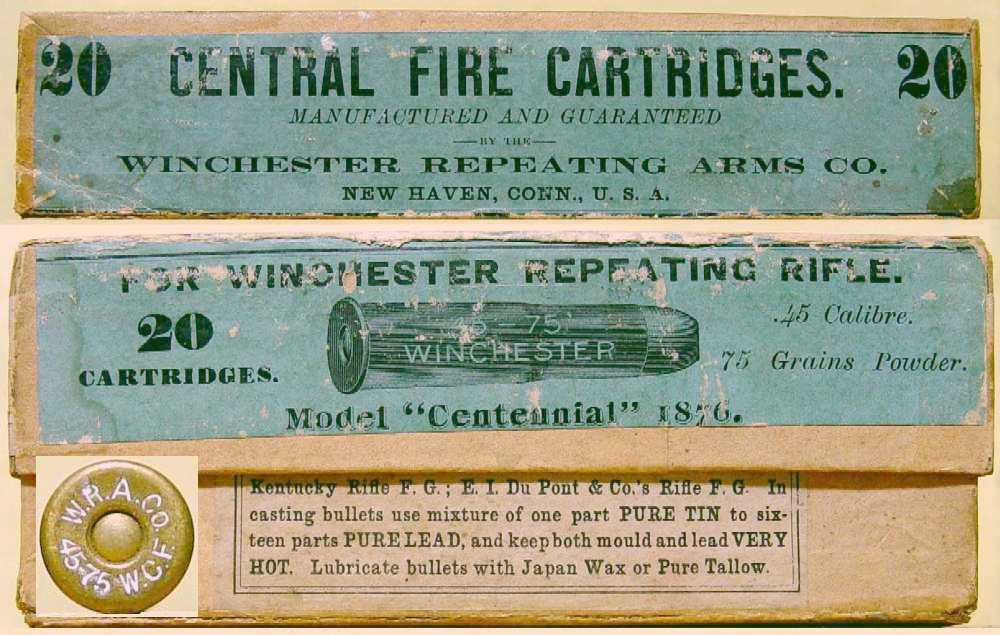 20 CENTRAL FIRE CARTRIDGES. 20
MANUFACTURED AND GUARANTEED
BY THE
WINCHESTER REPEATING ARMS CO.
NEW HAVEN, CONN., U. S. A.
FOR WINCHESTER REPEATING RIFLE.
20
CARTRIDGES.
45-75
WINCHESTER
.45 Calibre.
75 Grains Powder.
Model "Centennial" 1876.
W.R.A.CO.
45-75 W.C.F.
Kentucky Rifle F. G.; E. I. Du Pont & Co.'s Rifle F. G. In
casting bullets use mixture of one part PURE TIN to six-
teen parts PURE LEAD, and keep both mould and lead VERY
HOT. Lubricate bullets with Japan Wax or Pure Tallow.